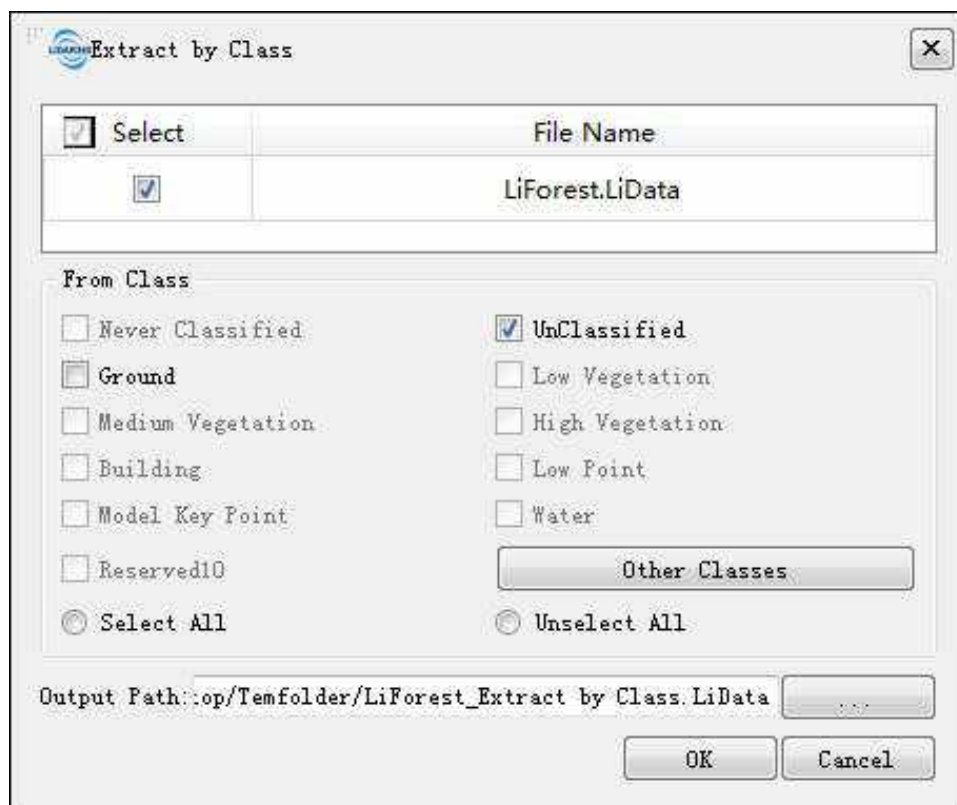 Extract by Class
Select File Name
LiForest.LiData
From Class
Never Classified UnClassified
Ground Low Vegetation
Medium Vegetation High Vegetation
Building Low Point
Model Key Point Water
Reserved10 Other Classes
Select All Unselect All
Output Path: :op/Temfolder/LiForest_Extract by Class.LiData ...
OK Cancel